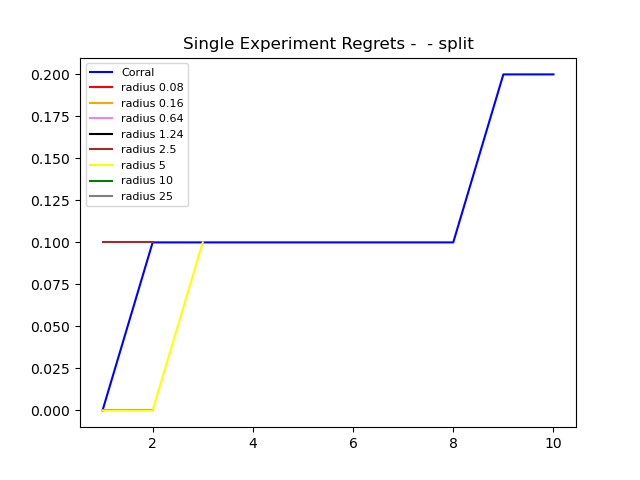 Single Experiment Regrets -  - split
Corral
radius 0.08
radius 0.16
radius 0.64
radius 1.24
radius 2.5
radius 5
radius 10
radius 25
0.200
0.175
0.150
0.125
0.100
0.075
0.050
0.025
0.000
2 4 6 8 10